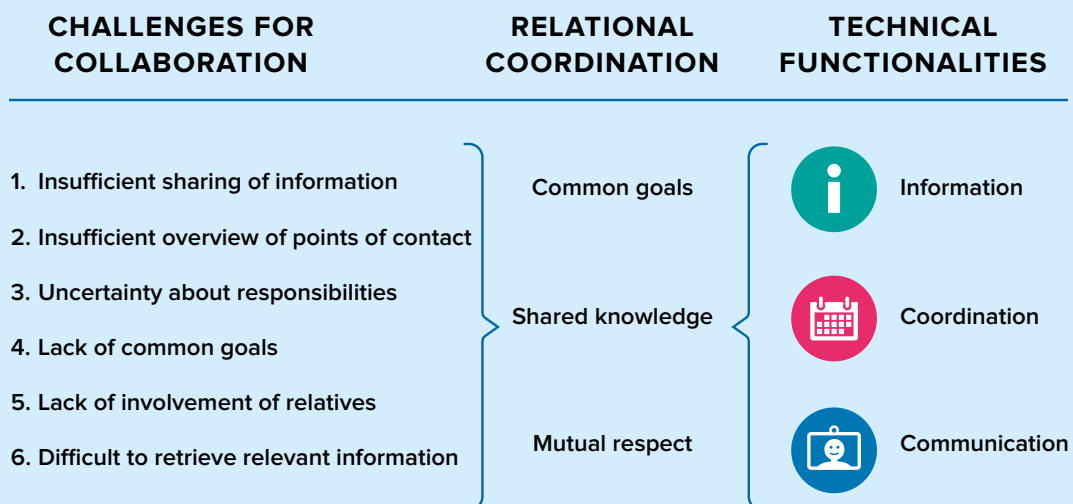 CHALLENGES FOR
COLLABORATION
RELATIONAL
COORDINATION
TECHNICAL
FUNCTIONALITIES
1. Insufficient sharing of information
2. Insufficient overview of points of contact
3. Uncertainty about responsibilities
4. Lack of common goals
5. Lack of involvement of relatives
6. Difficult to retrieve relevant information
Common goals
Shared knowledge
Mutual respect
Information
Coordination
Communication